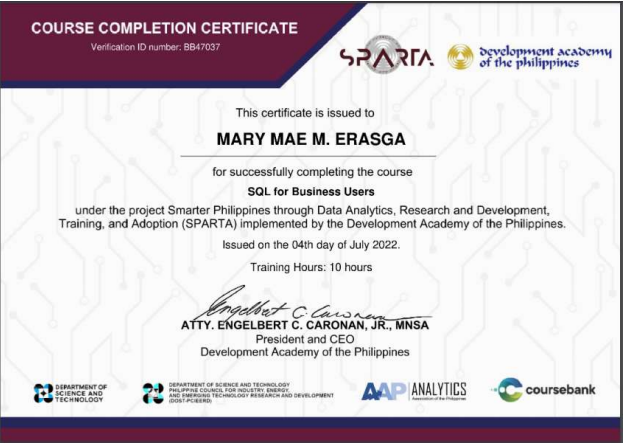 COURSE COMPLETION CERTIFICATE
Verification ID number: BB47037
SPARTA
development academy
of the philippines
This certificate is issued to
MARY MAE M. ERASGA
for successfully completing the course
SQL for Business Users
under the project Smarter Philippines through Data Analytics, Research and Development,
Training, and Adoption (SPARTA) implemented by the Development Academy of the Philippines.
Issued on the 04th day of July 2022.
Training Hours: 10 hours
Engelbert C. Caronan
ATTY. ENGELBERT C. CARONAN, JR., MNSA
President and CEO
Development Academy of the Philippines
DEPARTMENT OF
SCIENCE AND
TECHNOLOGY
DEPARTMENT OF SCIENCE AND TECHNOLOGY
PHILIPPINE COUNCIL FOR INDUSTRY, ENERGY,
AND EMERGING TECHNOLOGY RESEARCH AND DEVELOPMENT
(DOST-PCIEERD)
AAP ANALYTICS
Association of the Philippines
coursebank